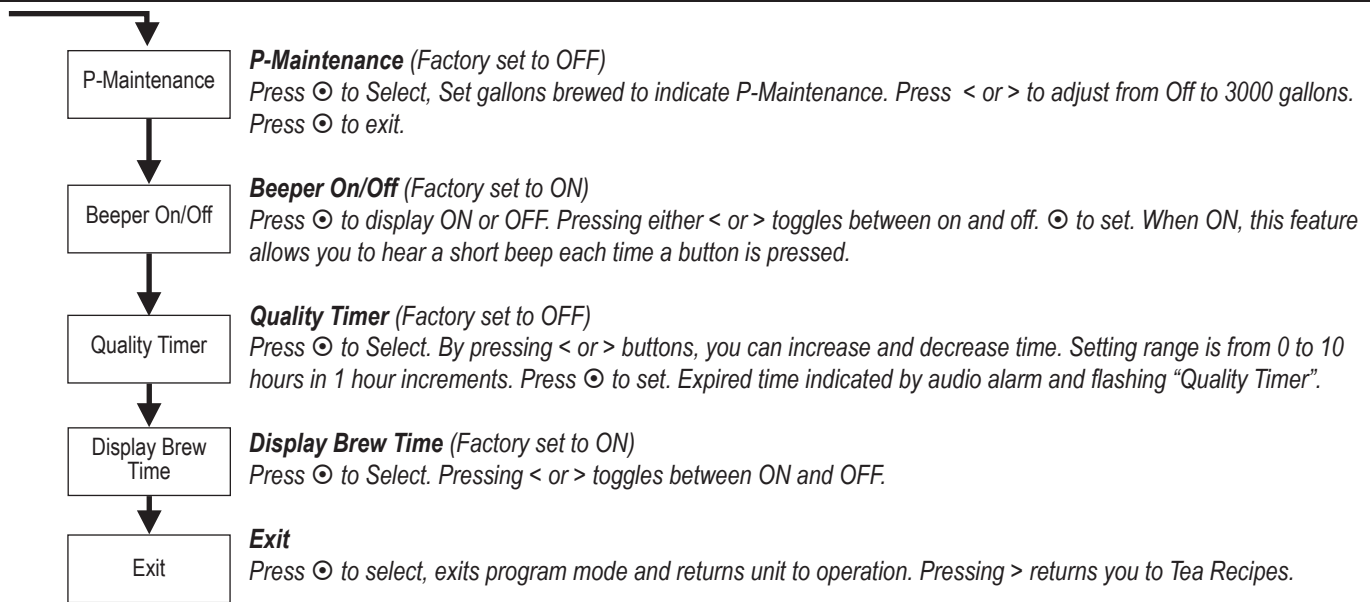 P-Maintenance
P-Maintenance (Factory set to OFF)
Press ⊙ to Select, Set gallons brewed to indicate P-Maintenance. Press < or > to adjust from Off to 3000 gallons.
Press ⊙ to exit.
Beeper On/Off
Beeper On/Off (Factory set to ON)
Press ⊙ to display ON or OFF. Pressing either < or > toggles between on and off. ⊙ to set. When ON, this feature
allows you to hear a short beep each time a button is pressed.
Quality Timer
Quality Timer (Factory set to OFF)
Press ⊙ to Select. By pressing < or > buttons, you can increase and decrease time. Setting range is from 0 to 10
hours in 1 hour increments. Press ⊙ to set. Expired time indicated by audio alarm and flashing “Quality Timer”.
Display Brew
Time
Display Brew Time (Factory set to ON)
Press ⊙ to Select. Pressing < or > toggles between ON and OFF.
Exit
Exit
Press ⊙ to select, exits program mode and returns unit to operation. Pressing > returns you to Tea Recipes.